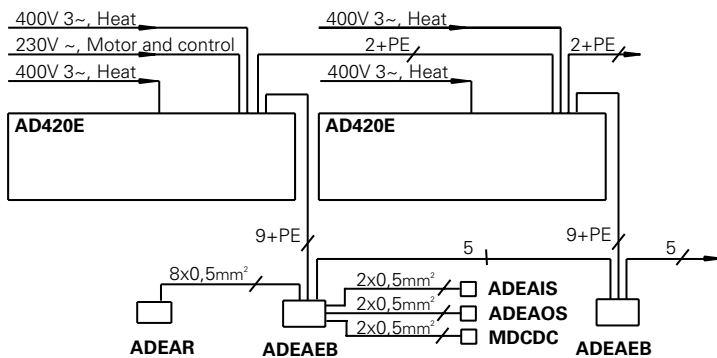 400V 3~, Heat 400V 3~, Heat
230V ~, Motor and control 2+PE 2+PE
400V 3~, Heat 400V 3~, Heat
AD420E AD420E
9+PE 5 9+PE 5
8x0,5mm² 2x0,5mm² ADEAIS
2x0,5mm² ADEAOS
2x0,5mm² MDCDC
ADEAR ADEAEB ADEAEB